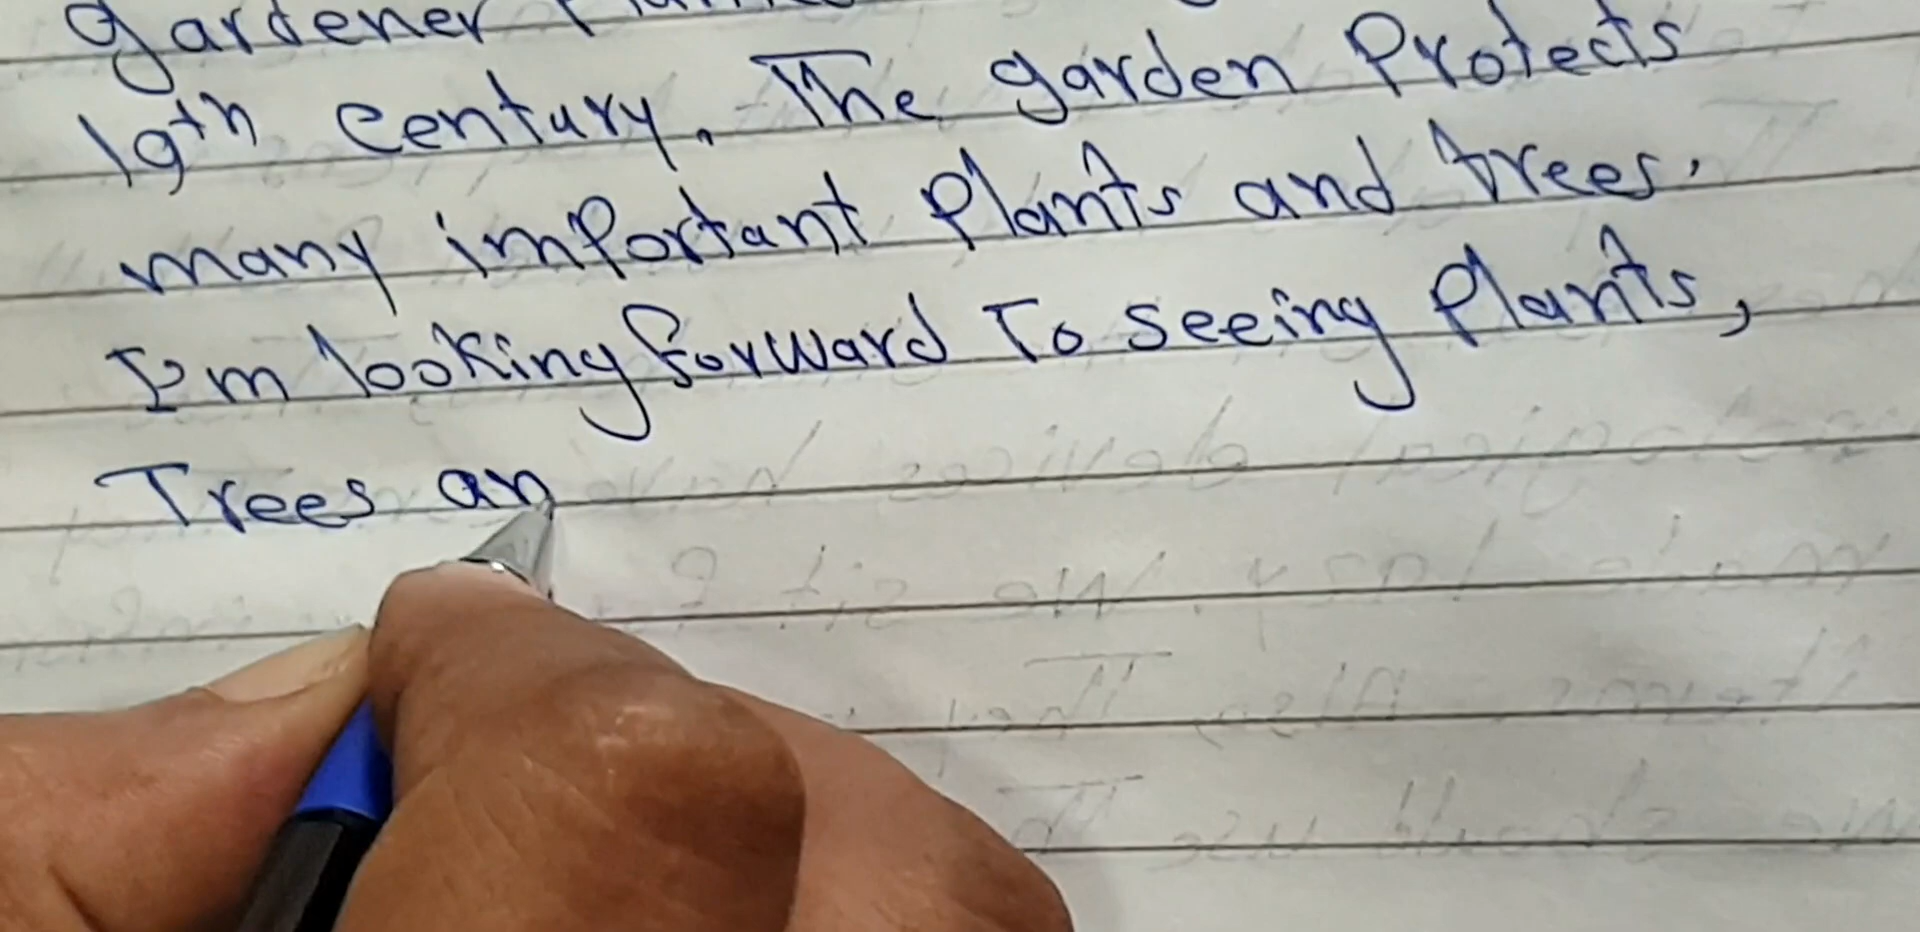 gardener
19th century. The garden Protects
many important Plants and trees.
I'm looking forward To seeing Plants,
Trees an